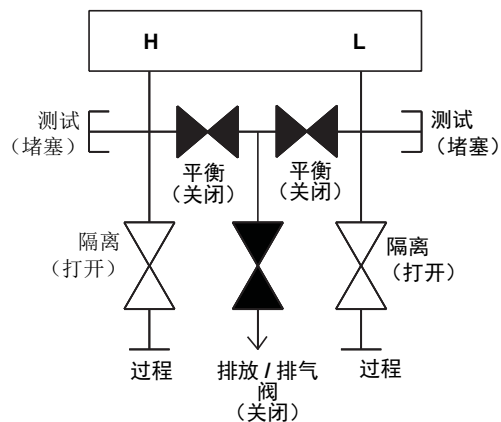 H L
测试
（堵塞）
测试
（堵塞）
平衡
（关闭）
平衡
（关闭）
隔离
（打开）
隔离
（打开）
过程
排放 / 排气
阀
（关闭）
过程